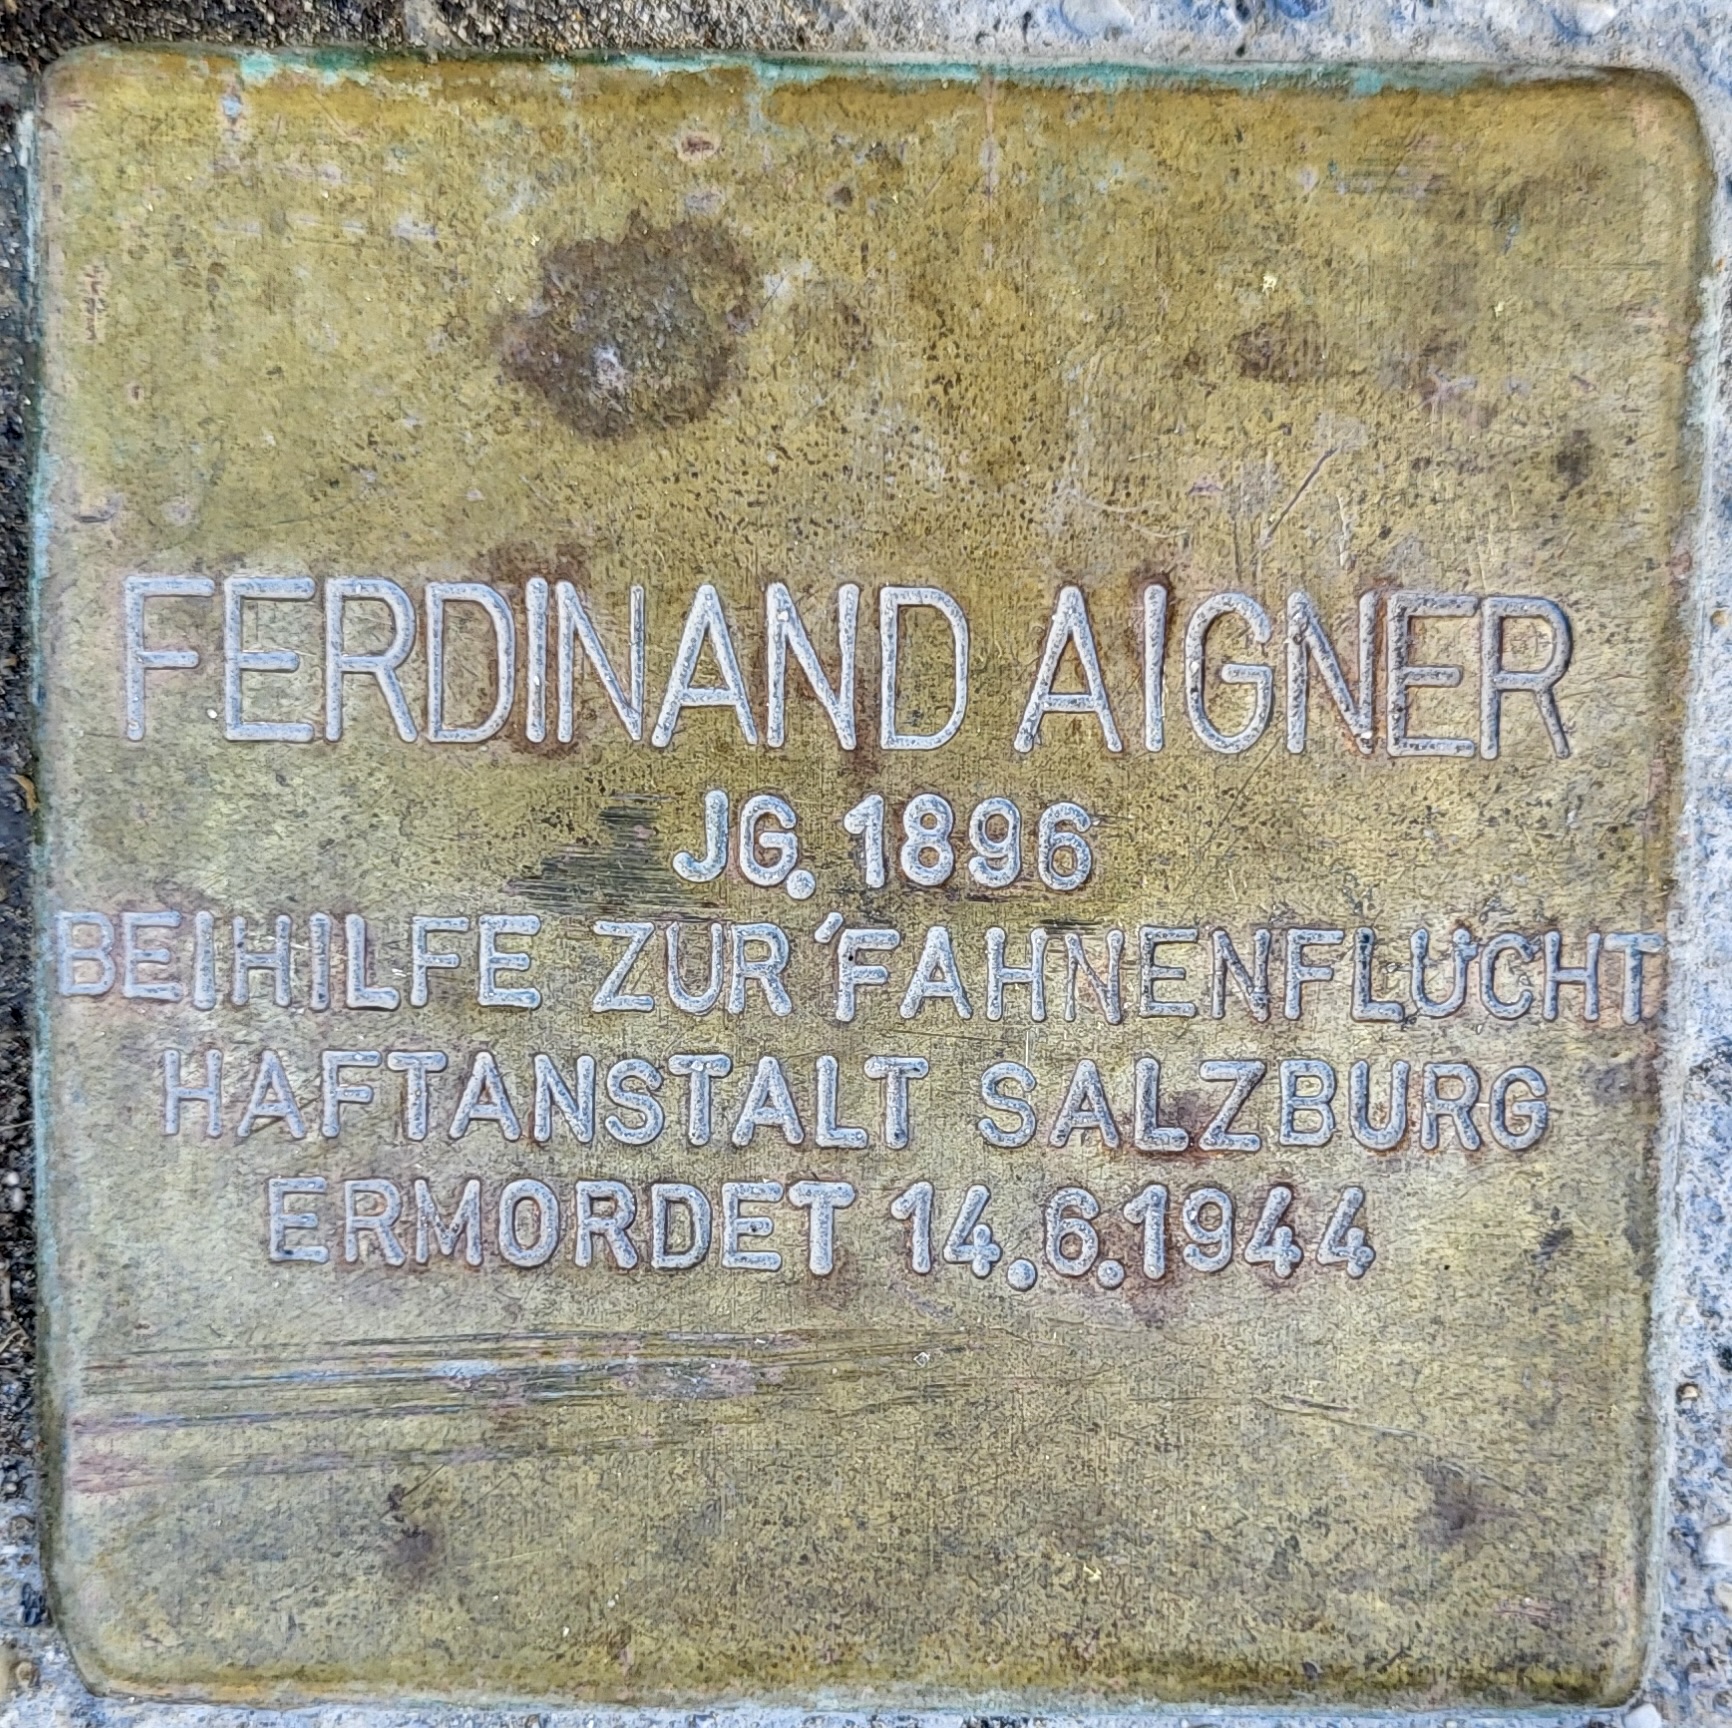 FERDINAND AIGNER
JG. 1896
BEIHILFE ZUR 'FAHNENFLUCHT
HAFTANSTALT SALZBURG
ERMORDET 14.6.1944